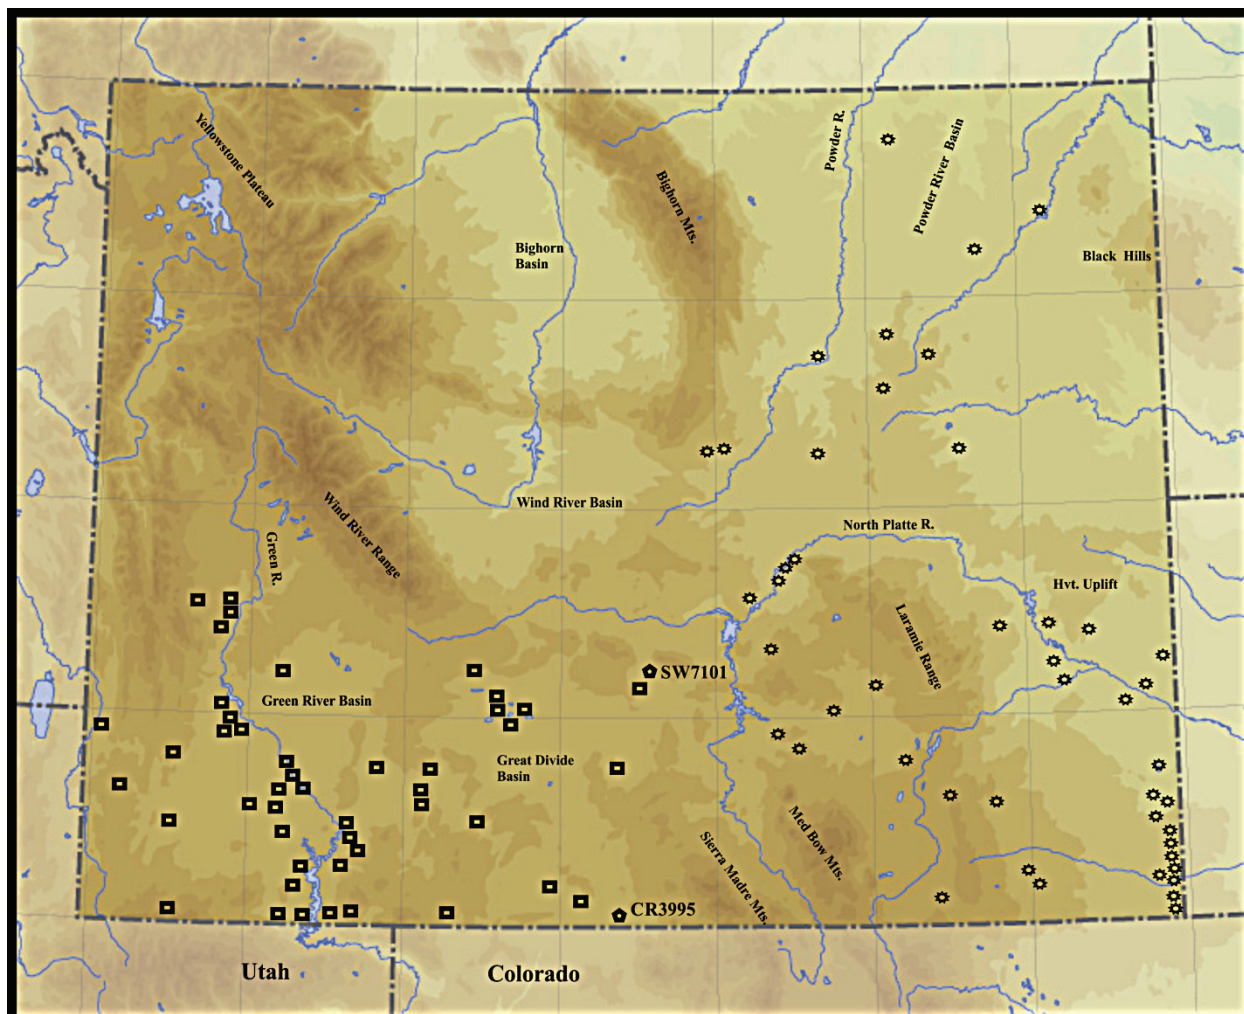 Yellowstone Plateau
Bighorn Mts.
Powder R.
Powder River Basin
Bighorn
Basin
Black Hills
Wind River Range
Wind River Basin
Green R.
North Platte R.
Hvt. Uplift
Laramie Range
SW7101
Green River Basin
Great Divide
Basin
Med Bow Mts.
Sierra Madre Mts.
CR3995
Utah
Colorado